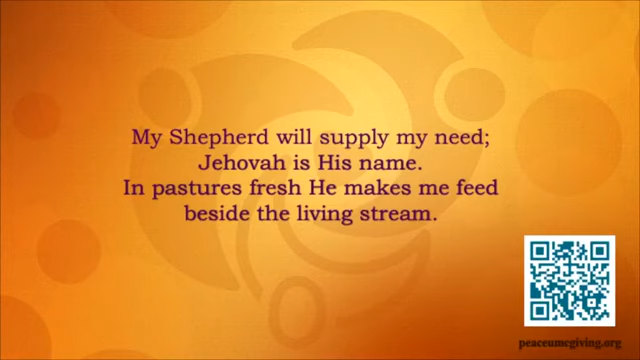 My Shepherd will supply my need;
Jehovah is His name.
In pastures fresh He makes me feed
beside the living stream.
peaceumcgiving.org